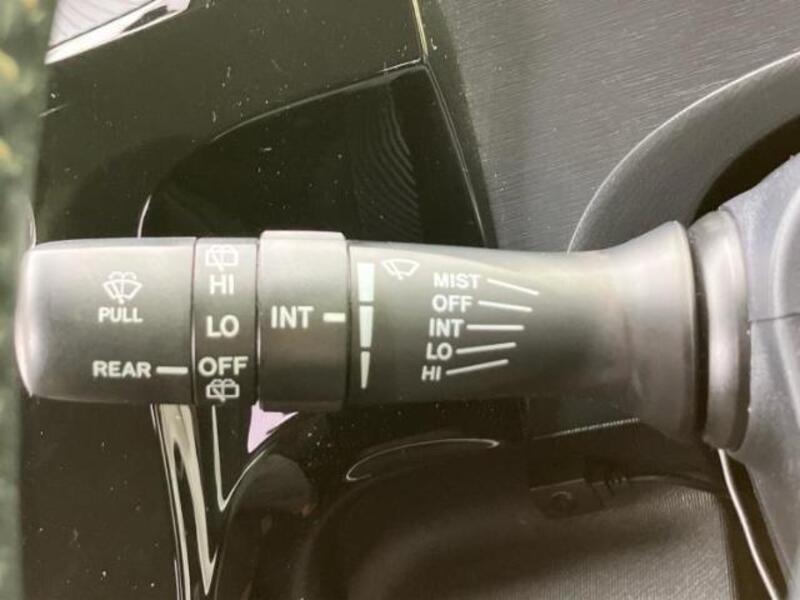 PULL
REAR
HI
LO
OFF
INT
MIST
OFF
INT
LO
HI